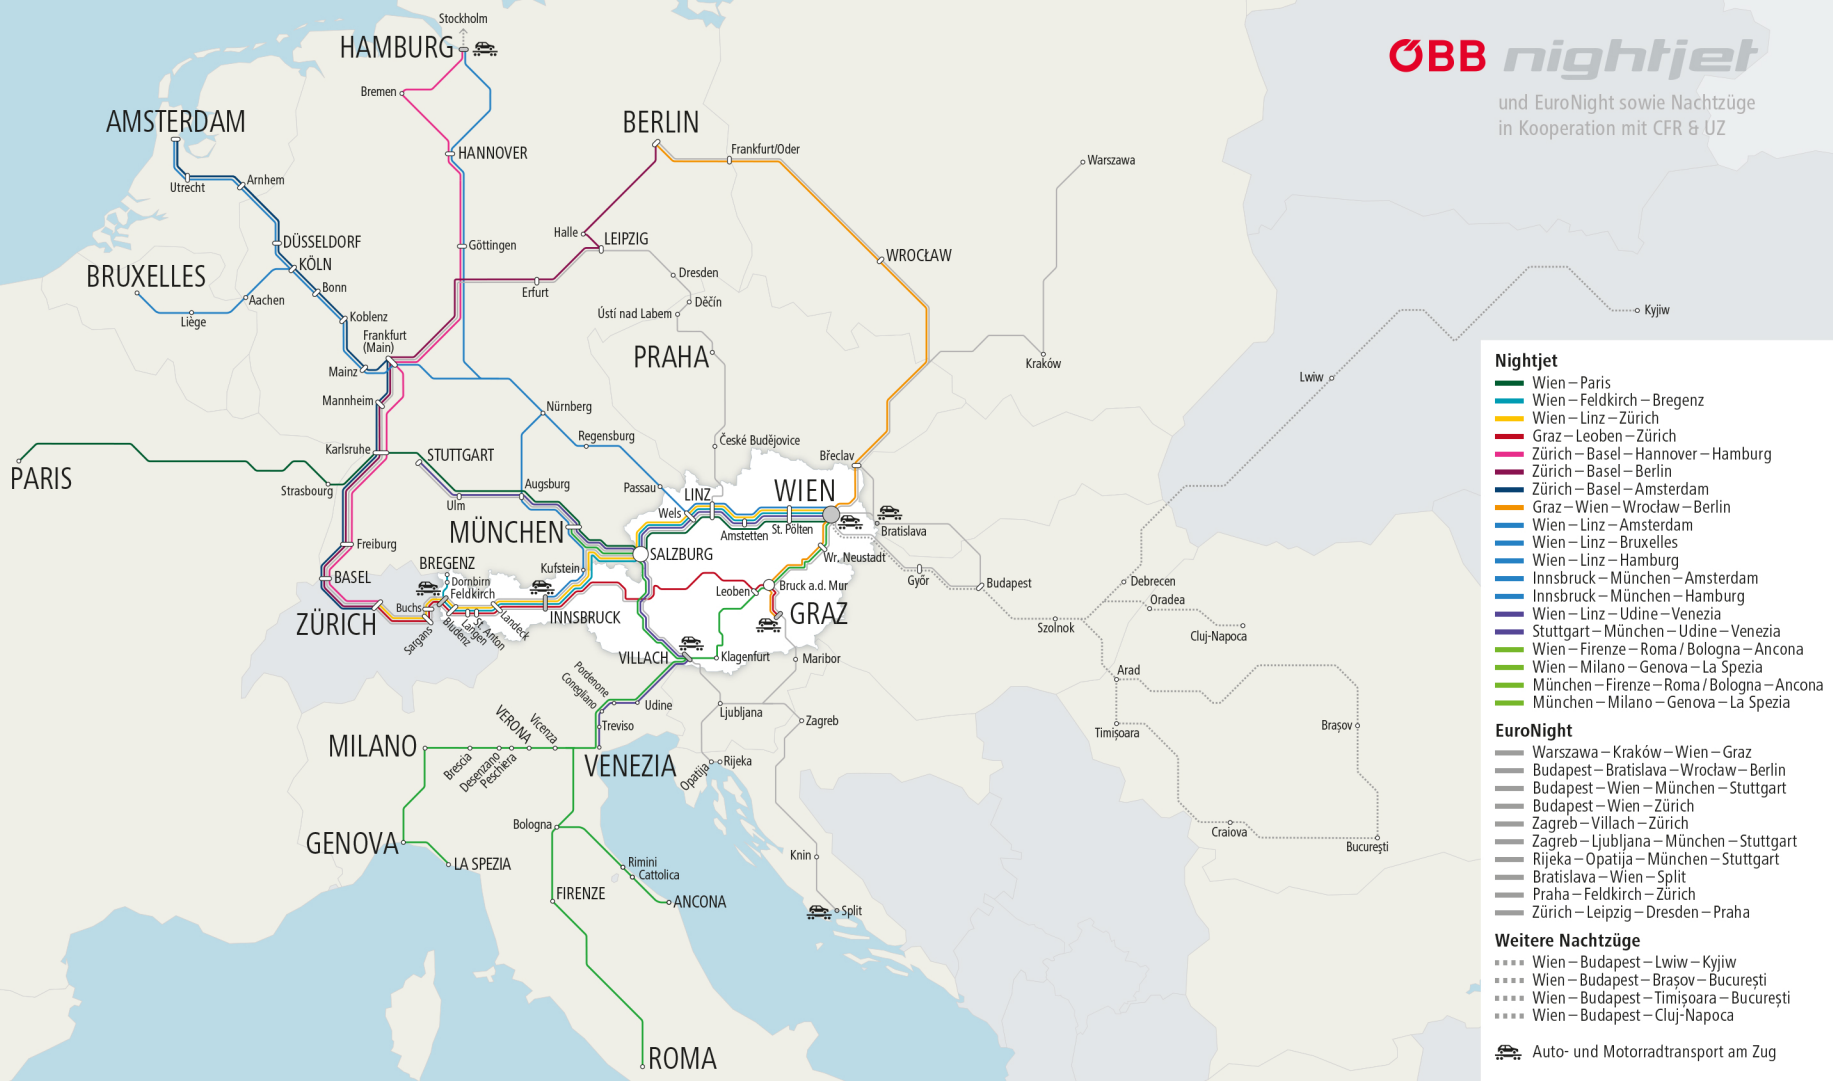 Stockholm
HAMBURG
Bremen
AMSTERDAM
HANNOVER
Utrecht
Arnhem
DÜSSELDORF
KÖLN
BRUXELLES
Bonn
Aachen
Liège
Koblenz
Göttingen
Frankfurt
(Main)
Mainz
Mannheim
BERLIN
Frankfurt/Oder
Halle
LEIPZIG
Erfurt
Dresden
Děčín
Ústí nad Labem
PRAHA
WROCŁAW
Warszawa
Kraków
Nürnberg
Regensburg
České Budějovice
Břeclav
Passau
PARIS
Strasbourg
Karlsruhe
STUTTGART
Ulm
Augsburg
MÜNCHEN
LINZ
Wels
WIEN
Amstetten
St. Pölten
Bratislava
SALZBURG
Wr. Neustadt
Freiburg
BASEL
ZÜRICH
BREGENZ
Dornbirn
Feldkirch
Buchs
Sargans
Bludenz
Langen
St. Anton
Landeck
Kufstein
INNSBRUCK
Leoben
Bruck a.d. Mur
GRAZ
Győr
Budapest
VILLACH
Klagenfurt
Maribor
Pordenone
Conegliano
Udine
Treviso
Ljubljana
Zagreb
MILANO
VERONA
Vicenza
Brescia
Desenzano
Peschiera
VENEZIA
Opatija
Rijeka
GENOVA
LA SPEZIA
Bologna
Rimini
Cattolica
FIRENZE
ANCONA
ROMA
Knin
Split
Szolnok
Debrecen
Oradea
Cluj-Napoca
Arad
Timișoara
Brașov
Craiova
București
Lwiw
Kyjiw
ÖBB nightjet
und EuroNight sowie Nachtzüge
in Kooperation mit CFR & UZ
Nightjet
Wien – Paris
Wien – Feldkirch – Bregenz
Wien – Linz – Zürich
Graz – Leoben – Zürich
Zürich – Basel – Hannover – Hamburg
Zürich – Basel – Berlin
Zürich – Basel – Amsterdam
Graz – Wien – Wrocław – Berlin
Wien – Linz – Amsterdam
Wien – Linz – Bruxelles
Wien – Linz – Hamburg
Innsbruck – München – Amsterdam
Innsbruck – München – Hamburg
Wien – Linz – Udine – Venezia
Stuttgart – München – Udine – Venezia
Wien – Firenze – Roma / Bologna – Ancona
Wien – Milano – Genova – La Spezia
München – Firenze – Roma / Bologna – Ancona
München – Milano – Genova – La Spezia
EuroNight
Warszawa – Kraków – Wien – Graz
Budapest – Bratislava – Wrocław – Berlin
Budapest – Wien – München – Stuttgart
Budapest – Wien – Zürich
Zagreb – Villach – Zürich
Zagreb – Ljubljana – München – Stuttgart
Rijeka – Opatija – München – Stuttgart
Bratislava – Wien – Split
Praha – Feldkirch – Zürich
Zürich – Leipzig – Dresden – Praha
Weitere Nachtzüge
Wien – Budapest – Lwiw – Kyjiw
Wien – Budapest – Brașov – București
Wien – Budapest – Timișoara – București
Wien – Budapest – Cluj-Napoca
Auto- und Motorradtransport am Zug